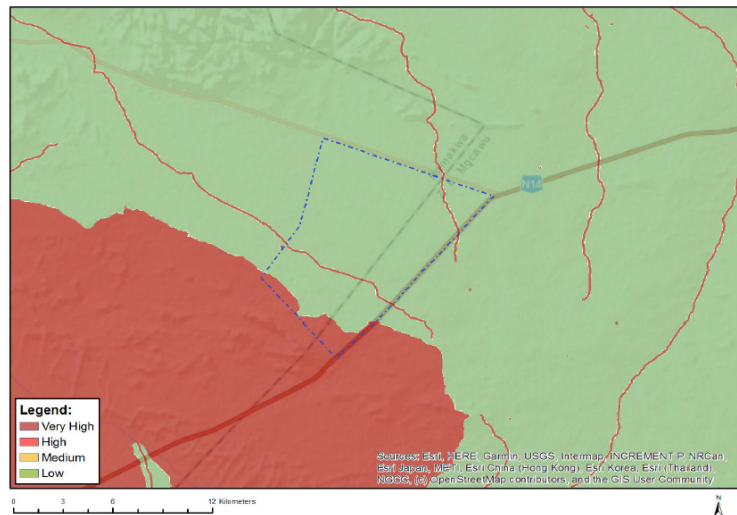 Namakwa
Mgcawu
N14
Legend:
Very High
High
Medium
Low
Sources: Esri, HERE, Garmin, USGS, Intermap, INCREMENT P, NRCan,
Esri Japan, METI, Esri China (Hong Kong), Esri Korea, Esri (Thailand),
NGCC, (c) OpenStreetMap contributors, and the GIS User Community
0 3 6 12 Kilometers
N